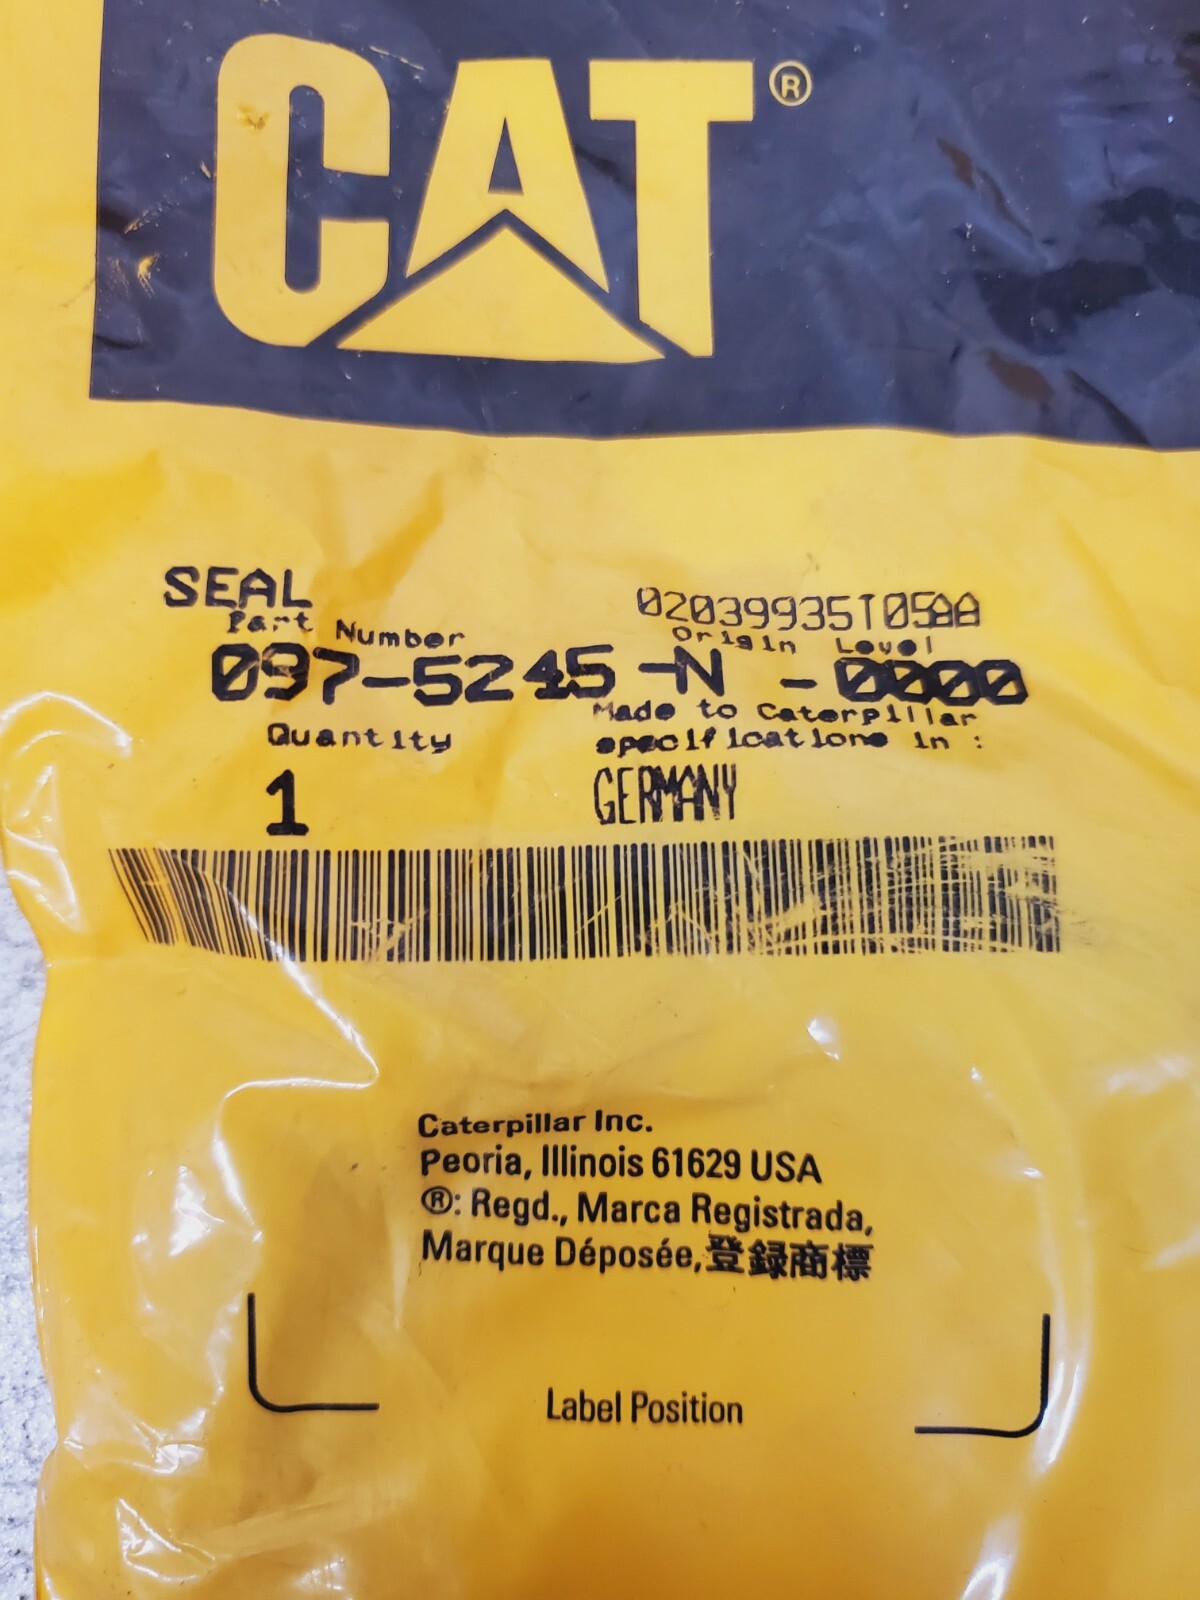 CAT®
SEAL 02039935T05AA
Part Number Origin Level
097-5245-N -0000
Quantity Made to Caterpillar
specifications in :
1 GERMANY
Caterpillar Inc.
Peoria, Illinois 61629 USA
®: Regd., Marca Registrada,
Marque Déposée,登録商標
Label Position